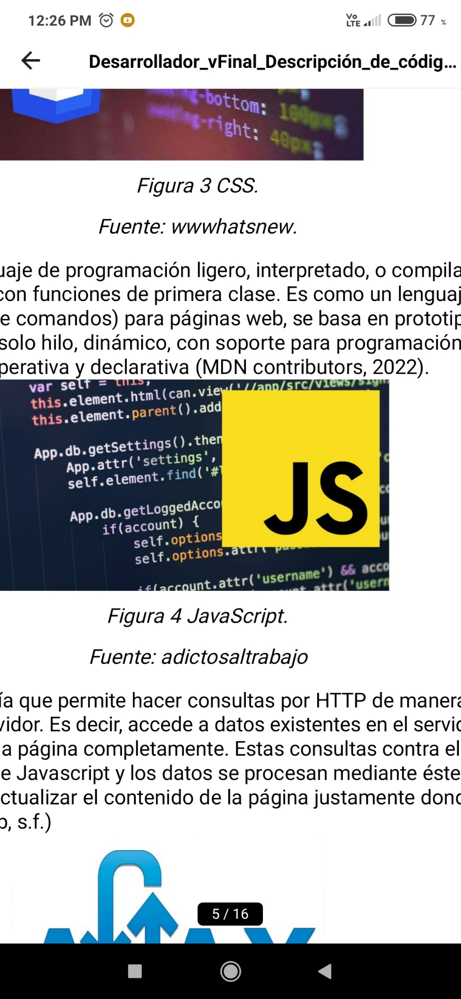 12:26 PM
Vo LTE 77 %
Desarrollador_vFinal_Descripción_de_códig...
-bottom: 100px;
-right: 40px;
Figura 3 CSS.
Fuente: wwwhatsnew.
uaje de programación ligero, interpretado, o compila
con funciones de primera clase. Es como un lenguaj
e comandos) para páginas web, se basa en prototip
solo hilo, dinámico, con soporte para programación
perativa y declarativa (MDN contributors, 2022).
var self = this,
this.element.html(can.view('//app/src/views/sign
this.element.parent().add
App.db.getSettings().then
App.attr('settings',
self.element.find('#
App.db.getLoggedAcco
if(account) {
self.options
self.options.attr('
if(account.attr('username') && acco
attr('usern
JS
Figura 4 JavaScript.
Fuente: adictosaltrabajo
ía que permite hacer consultas por HTTP de manera
vidor. Es decir, accede a datos existentes en el servid
a página completamente. Estas consultas contra el
e Javascript y los datos se procesan mediante éste
ctualizar el contenido de la página justamente dond
o, s.f.)
5 / 16